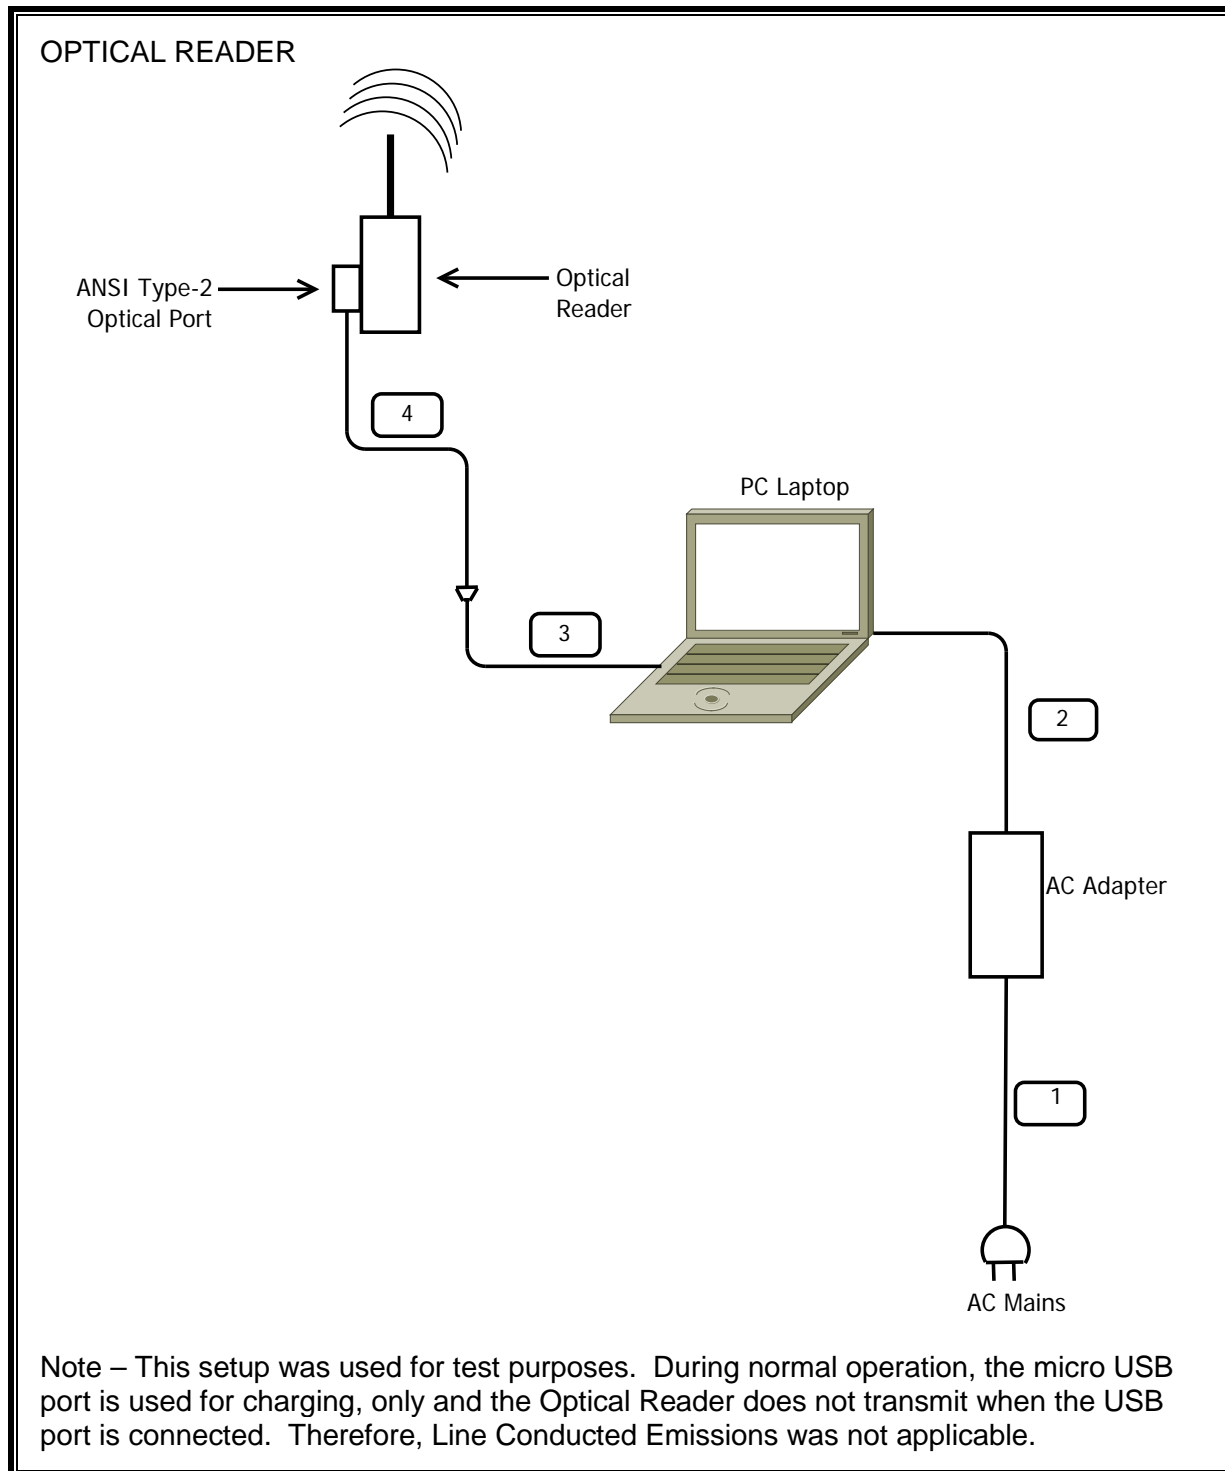 OPTICAL READER
ANSI Type-2
Optical Port
Optical
Reader
4
PC Laptop
3
2
AC Adapter
1
AC Mains
Note – This setup was used for test purposes.  During normal operation, the micro USB
port is used for charging, only and the Optical Reader does not transmit when the USB
port is connected.  Therefore, Line Conducted Emissions was not applicable.